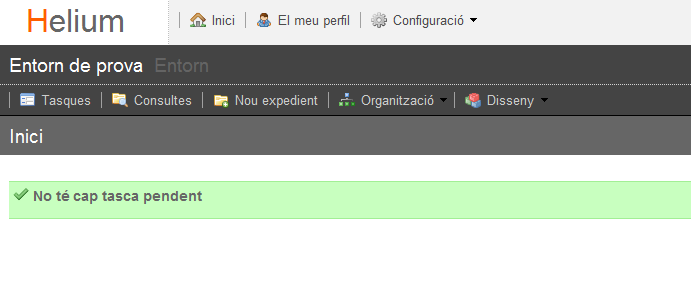 Helium Inici El meu perfil Configuració
Entorn de prova Entorn
Tasques Consultes Nou expedient Organització Disseny
Inici
No té cap tasca pendent